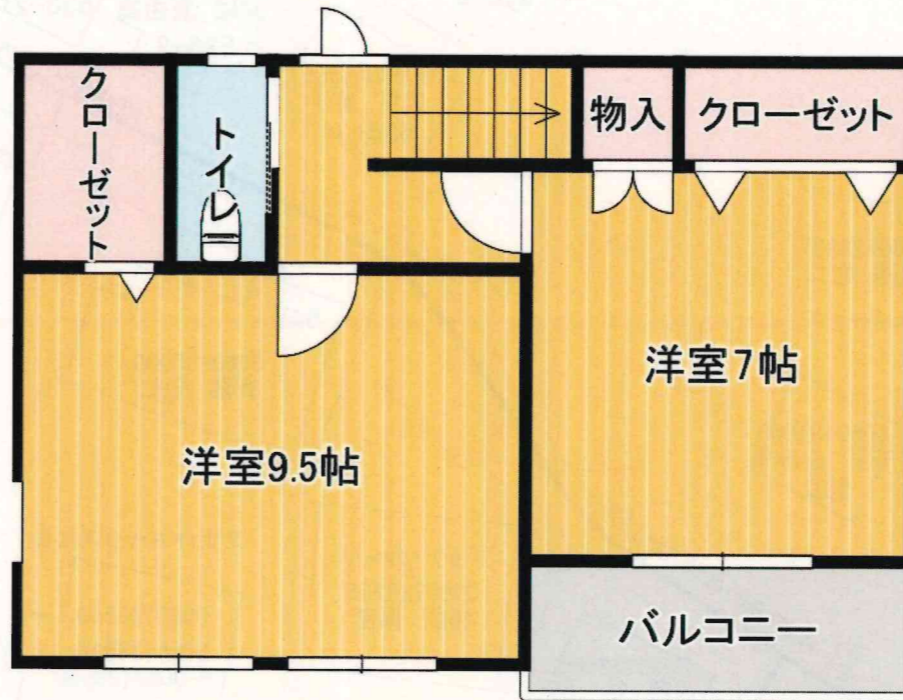 クローゼット
トイレ
物入
クローゼット
洋室7帖
洋室9.5帖
バルコニー